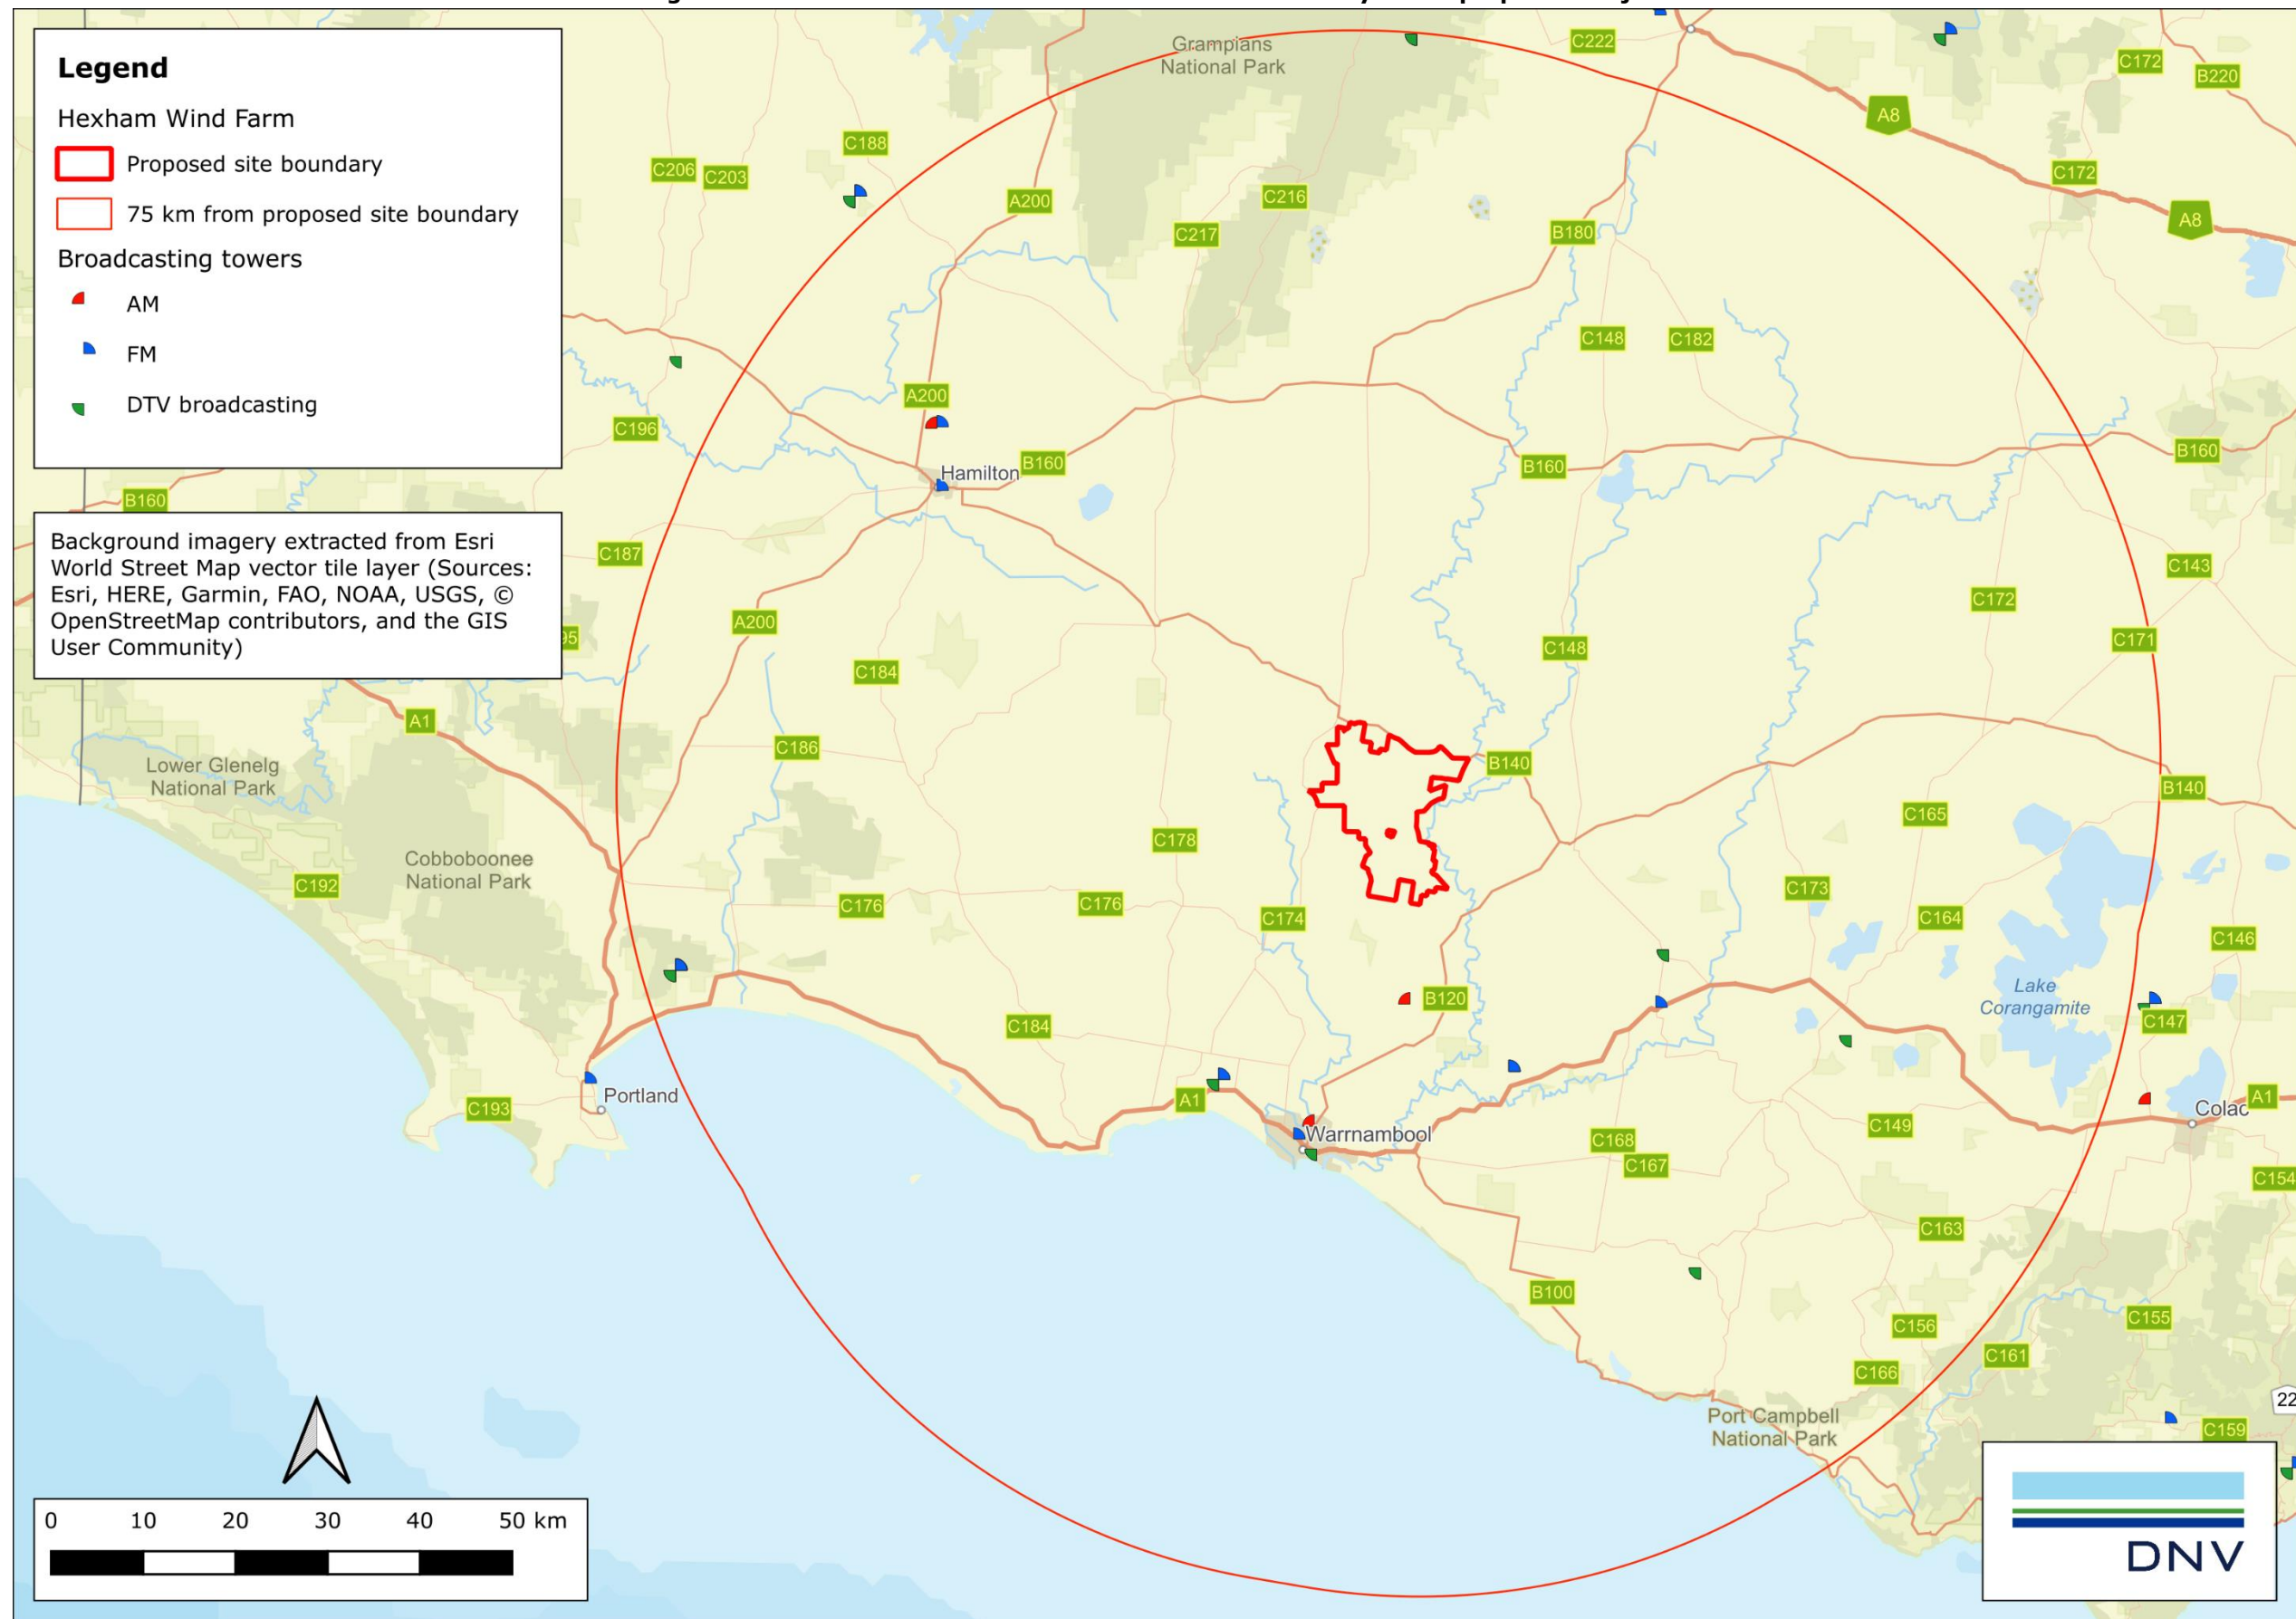 Legend
Hexham Wind Farm
Proposed site boundary
75 km from proposed site boundary
Broadcasting towers
AM
FM
DTV broadcasting
Background imagery extracted from Esri
World Street Map vector tile layer (Sources:
Esri, HERE, Garmin, FAO, NOAA, USGS, ©
OpenStreetMap contributors, and the GIS
User Community)
Grampians
National Park
C222
C172
B220
A8
C188
C206
C203
A200
C216
C217
B180
C172
A8
C148
C182
A200
C196
Hamilton
B160
B160
B160
B160
C187
C143
C172
A200
95
C184
C148
C171
A1
C186
B140
B140
Lower Glenelg
National Park
C165
C178
Cobboboonee
National Park
C192
C176
C176
C174
C173
C164
C146
B120
Lake
Corangamite
C184
C147
Portland
C193
A1
Warrnambool
C168
C167
C149
Colac
A1
C154
C163
B100
C156
C155
C161
C166
22
Port Campbell
National Park
C159
0 10 20 30 40 50 km
DNV